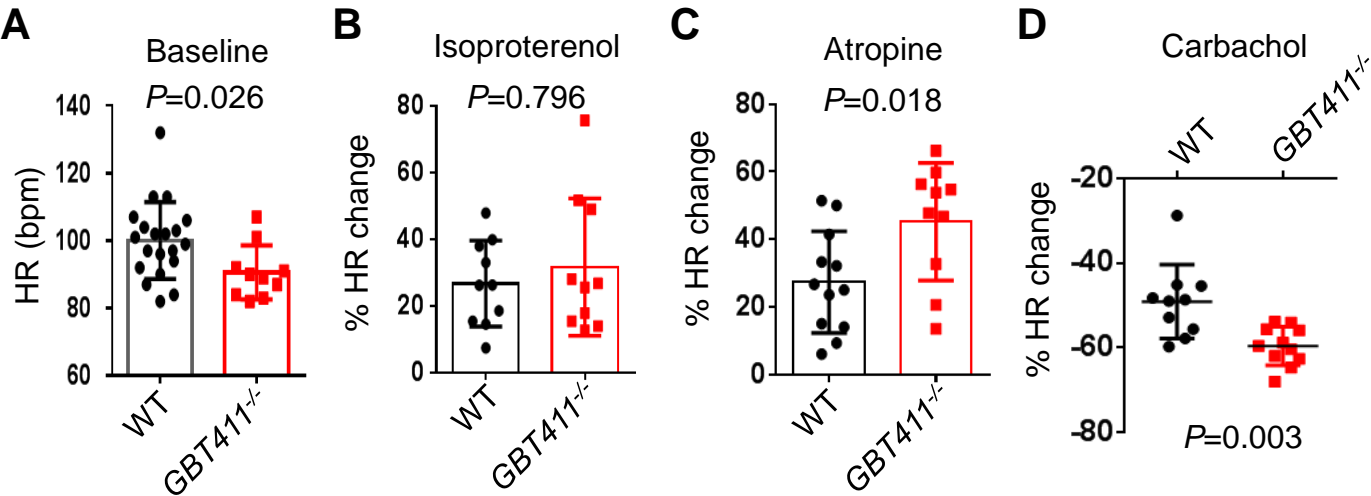 A
Baseline
P=0.026
HR (bpm)
140
120
100
80
60
WT
GBT411-/-
B
Isoproterenol
P=0.796
% HR change
80
60
40
20
0
WT
GBT411-/-
C
Atropine
P=0.018
% HR change
80
60
40
20
0
WT
GBT411-/-
D
Carbachol
WT
GBT411-/-
% HR change
-20
-40
-60
-80
P=0.003